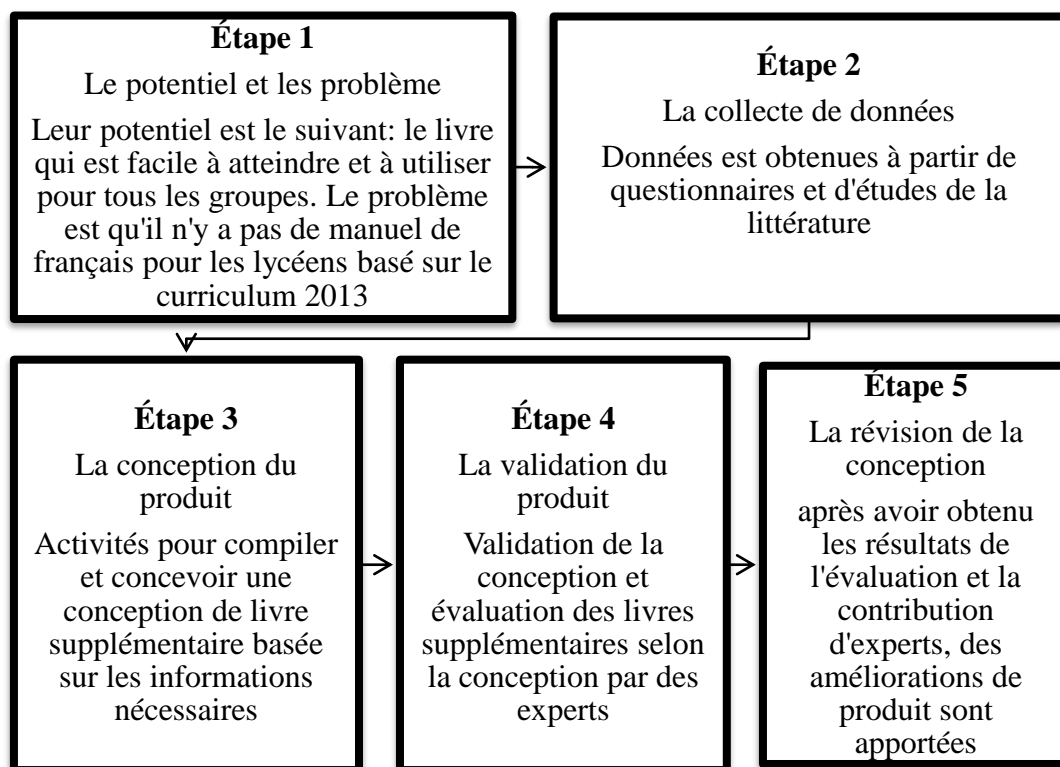 Étape 1
Le potentiel et les problème
Leur potentiel est le suivant: le livre
qui est facile à atteindre et à utiliser
pour tous les groupes. Le problème
est qu'il n'y a pas de manuel de
français pour les lycéens basé sur le
curriculum 2013
Étape 2
La collecte de données
Données est obtenues à partir de
questionnaires et d'études de la
littérature
Étape 3
La conception du
produit
Activités pour compiler
et concevoir une
conception de livre
supplémentaire basée
sur les informations
nécessaires
Étape 4
La validation du
produit
Validation de la
conception et
évaluation des livres
supplémentaires selon
la conception par des
experts
Étape 5
La révision de la
conception
après avoir obtenu
les résultats de
l'évaluation et la
contribution
d'experts, des
améliorations de
produit sont
apportées